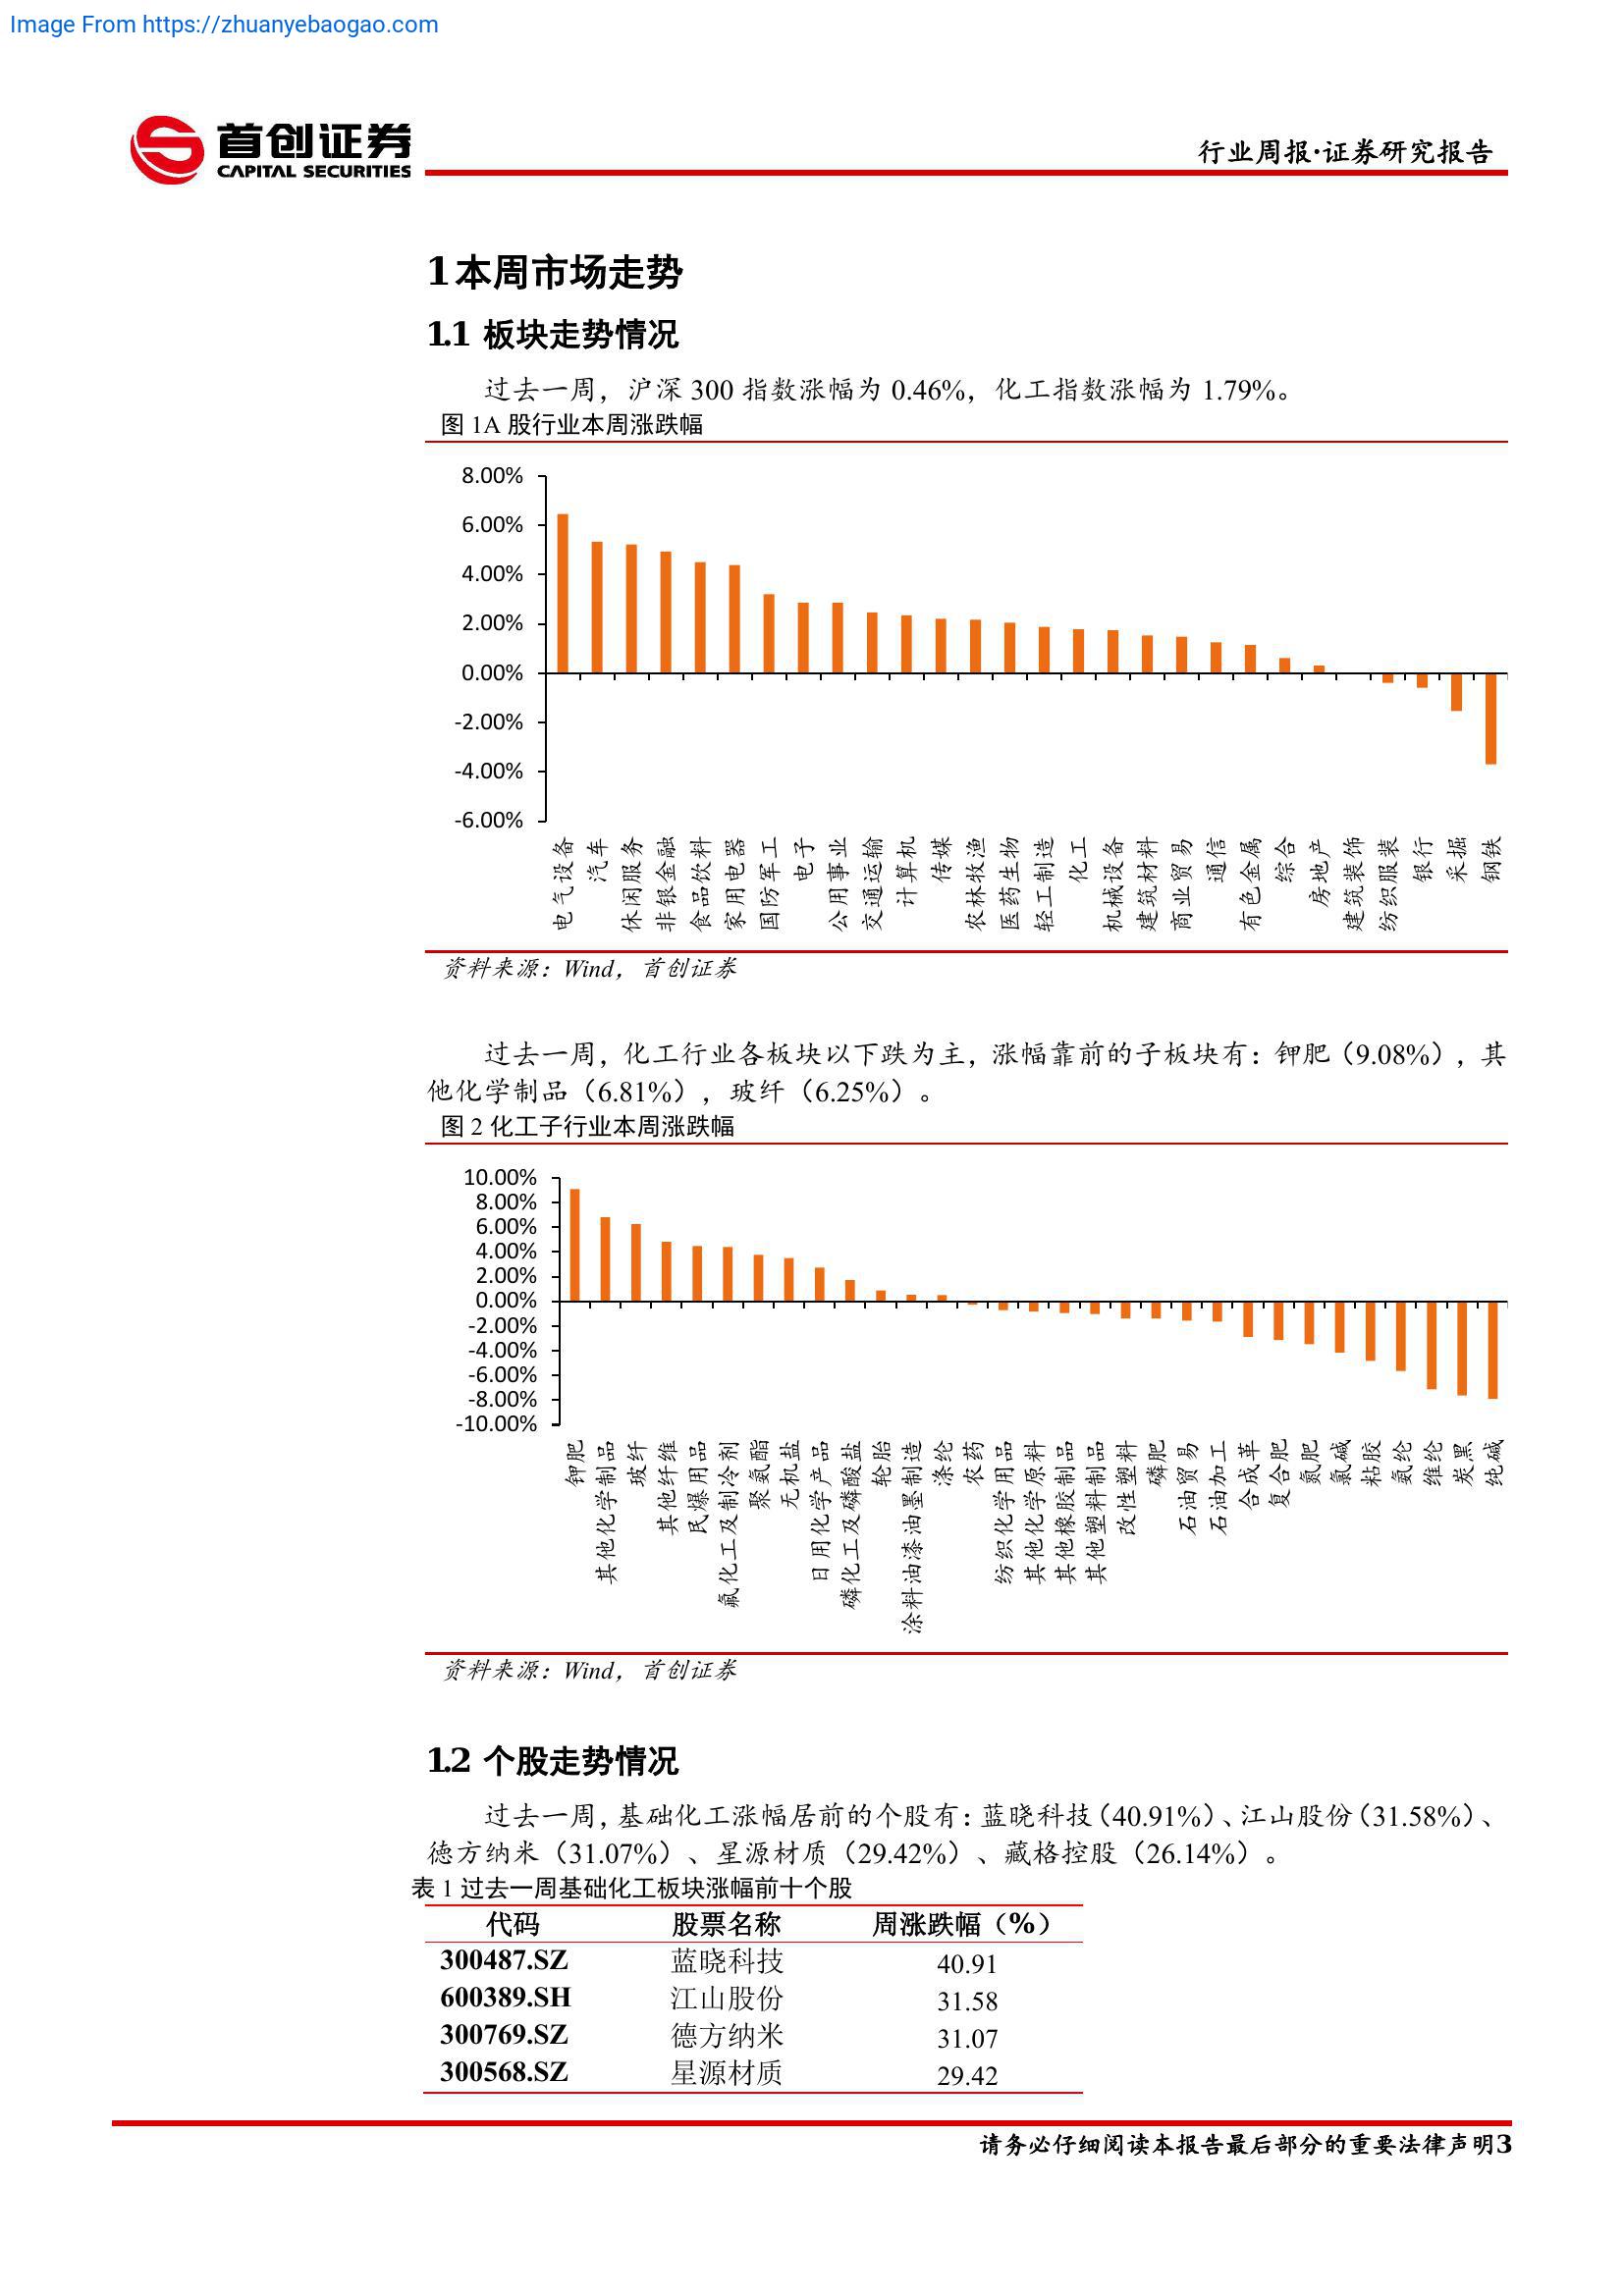 Image From https://zhuanyebaogao.com
首创证券
CAPITAL SECURITIES
行业周报·证券研究报告
1 本周市场走势
1.1 板块走势情况
过去一周，沪深 300 指数涨幅为 0.46%，化工指数涨幅为 1.79%。
图 1A 股行业本周涨跌幅
8.00%
6.00%
4.00%
2.00%
0.00%
-2.00%
-4.00%
-6.00%
电气设备
汽车
休闲服务
非银金融
食品饮料
家用电器
国防军工
电子
公用事业
交通运输
计算机
传媒
农林牧渔
医药生物
轻工制造
化工
机械设备
建筑材料
商业贸易
通信
有色金属
综合
房地产
建筑装饰
纺织服装
银行
采掘
钢铁
资料来源：Wind，首创证券
过去一周，化工行业各板块以下跌为主，涨幅靠前的子板块有：钾肥（9.08%），其
他化学制品（6.81%），玻纤（6.25%）。
图 2 化工子行业本周涨跌幅
10.00%
8.00%
6.00%
4.00%
2.00%
0.00%
-2.00%
-4.00%
-6.00%
-8.00%
-10.00%
钾肥
其他化学制品
玻纤
其他纤维
民爆用品
氟化工及制冷剂
聚氨酯
无机盐
日用化学产品
磷化工及磷酸盐
轮胎
涂料油漆油墨制造
涤纶
农药
纺织化学用品
其他化学原料
其他橡胶制品
其他塑料制品
改性塑料
磷肥
石油贸易
石油加工
合成革
复合肥
氮肥
氯碱
粘胶
氨纶
维纶
炭黑
纯碱
资料来源：Wind，首创证券
1.2 个股走势情况
过去一周，基础化工涨幅居前的个股有：蓝晓科技（40.91%）、江山股份（31.58%）、
德方纳米（31.07%）、星源材质（29.42%）、藏格控股（26.14%）。
表 1 过去一周基础化工板块涨幅前十个股
代码 股票名称 周涨跌幅（%）
300487.SZ 蓝晓科技 40.91
600389.SH 江山股份 31.58
300769.SZ 德方纳米 31.07
300568.SZ 星源材质 29.42
请务必仔细阅读本报告最后部分的重要法律声明3